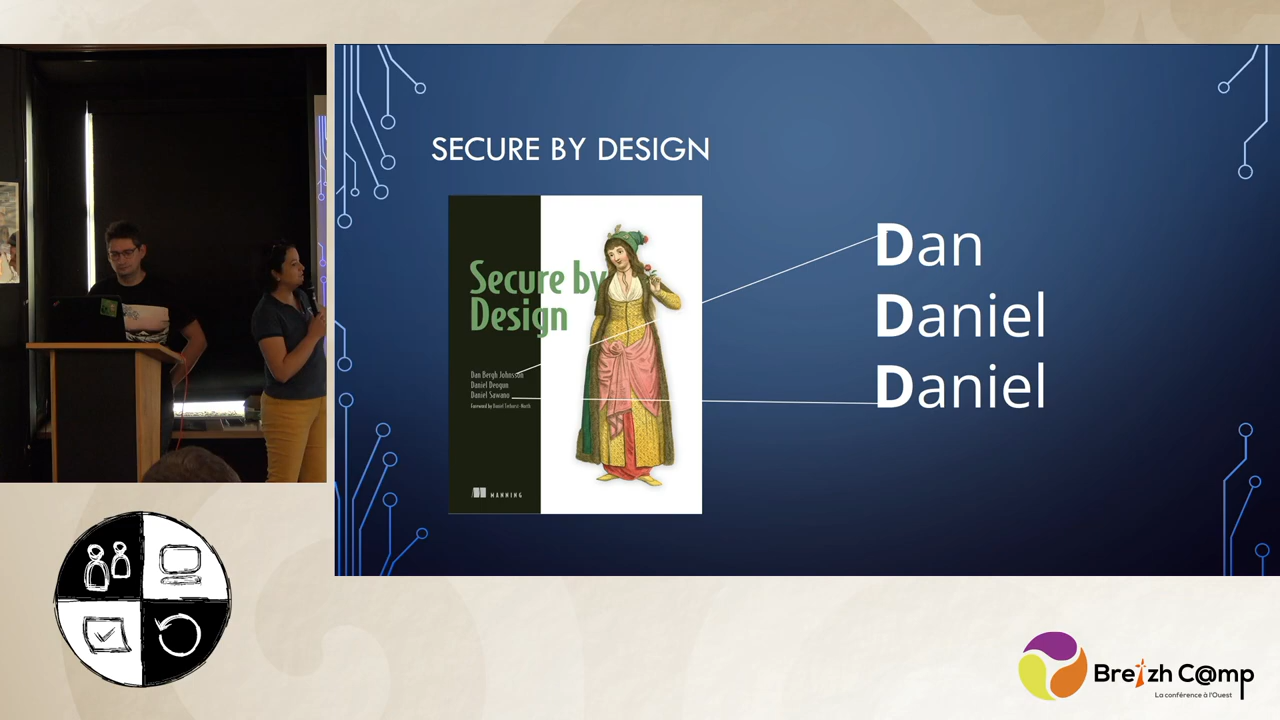 SECURE BY DESIGN
Secure by
Design
Dan Bergh Johnsson
Daniel Deogun
Daniel Sawano
Foreword by Daniel Terhorst-North
MANNING
Dan
Daniel
Daniel
Breizh C@mp
La conférence à l'Ouest